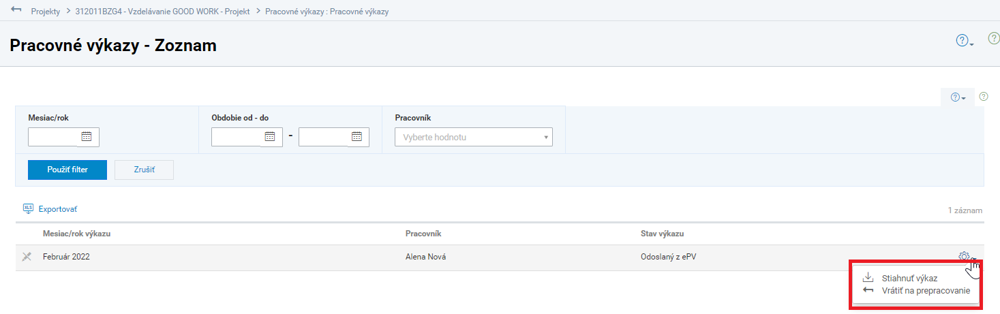 Projekty > 312011BZG4 - Vzdelávanie GOOD WORK - Projekt > Pracovné výkazy : Pracovné výkazy
Pracovné výkazy - Zoznam
Mesiac/rok Obdobie od - do Pracovník
- Vyberte hodnotu
Použiť filter Zrušiť
XLS Exportovať 1 záznam
Mesiac/rok výkazu Pracovník Stav výkazu
Február 2022 Alena Nová Odoslaný z ePV
Stiahnuť výkaz
Vrátiť na prepracovanie